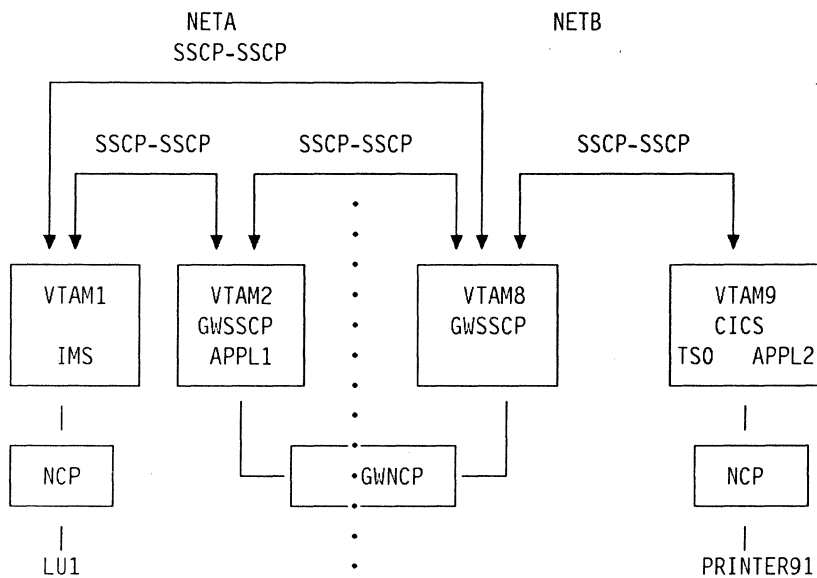 NETA NETB
SSCP-SSCP
SSCP-SSCP SSCP-SSCP SSCP-SSCP
VTAM1 VTAM2 VTAM8 VTAM9
GWSSCP GWSSCP CICS
IMS APPL1 TSO APPL2
NCP GWNCP NCP
LU1 PRINTER91